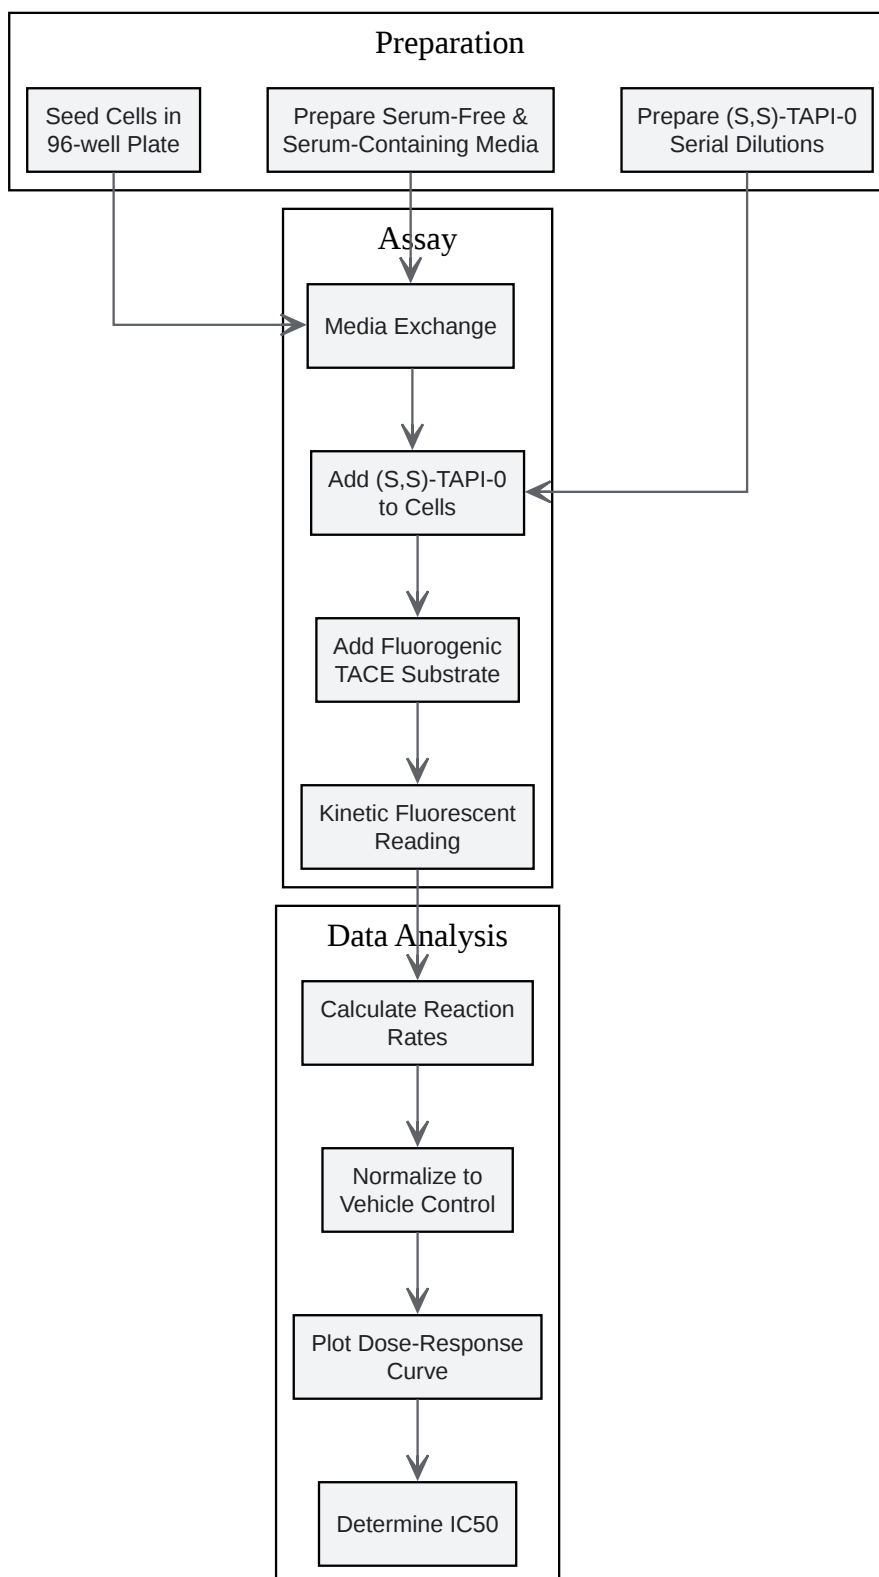 Preparation
Seed Cells in
96-well Plate
Prepare Serum-Free &
Serum-Containing Media
Prepare (S,S)-TAPI-0
Serial Dilutions
Assay
Media Exchange
Add (S,S)-TAPI-0
to Cells
Add Fluorogenic
TACE Substrate
Kinetic Fluorescent
Reading
Data Analysis
Calculate Reaction
Rates
Normalize to
Vehicle Control
Plot Dose-Response
Curve
Determine IC50